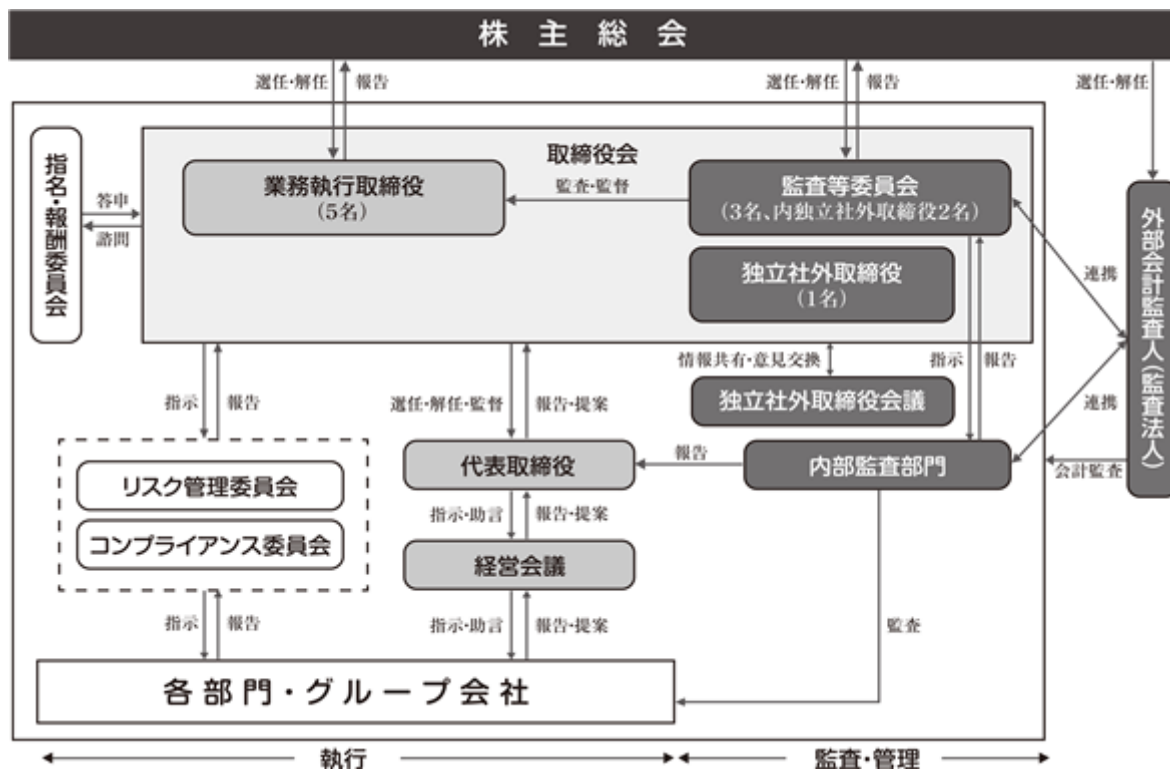 株主総会
選任・解任
報告
選任・解任
報告
選任・解任
取締役会
指名・報酬委員会
答申
諮問
業務執行取締役
(5名)
監査・監督
監査等委員会
(3名、内独立社外取締役2名)
独立社外取締役
(1名)
外部会計監査人(監査法人)
連携
指示
報告
選任・解任・監督
報告・提案
情報共有・意見交換
指示
報告
独立社外取締役会議
連携
代表取締役
報告
内部監査部門
会計監査
リスク管理委員会
コンプライアンス委員会
指示・助言
報告・提案
経営会議
指示
報告
指示・助言
報告・提案
監査
各部門・グループ会社
執行
監査・管理